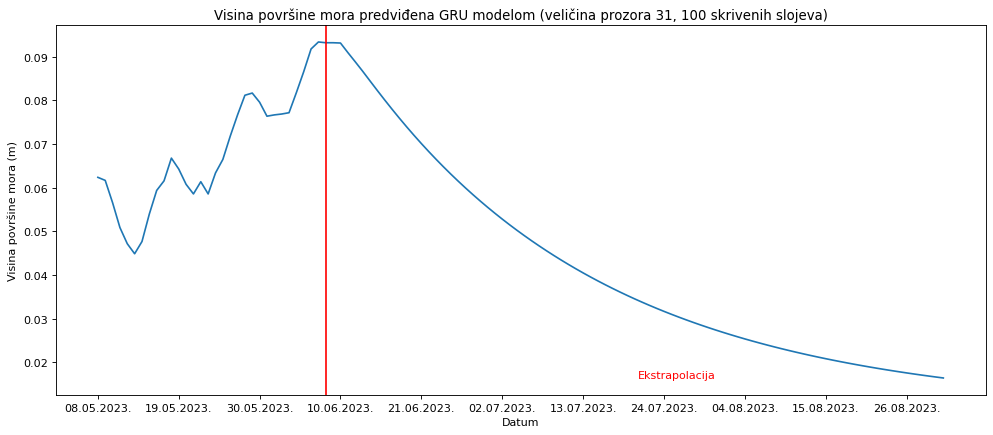 Visina površine mora predviđena GRU modelom (veličina prozora 31, 100 skrivenih slojeva)
Visina površine mora (m)
0.09
0.08
0.07
0.06
0.05
0.04
0.03
0.02
Ekstrapolacija
08.05.2023. 19.05.2023. 30.05.2023. 10.06.2023. 21.06.2023. 02.07.2023. 13.07.2023. 24.07.2023. 04.08.2023. 15.08.2023. 26.08.2023.
Datum